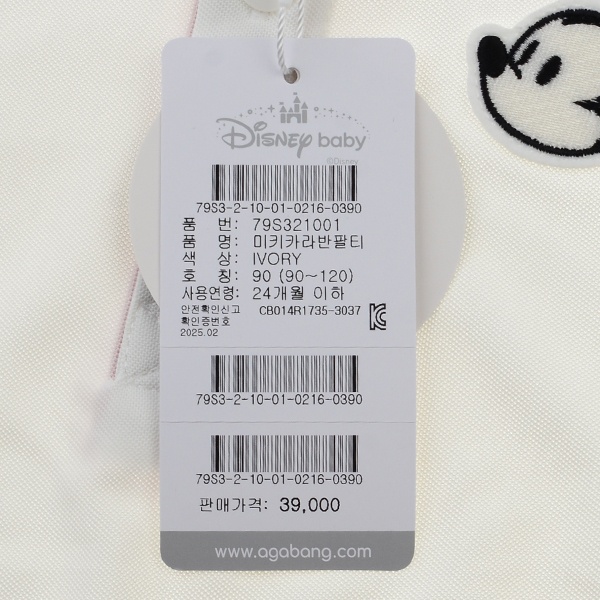 Disney baby
©Disney
79S3-2-10-01-0216-0390
품 번: 79S321001
품 명: 미키카라반팔티
색 상: IVORY
호 칭: 90 (90~120)
사용연령: 24개월 이하
안전확인신고 CB014R1735-3037
확인증번호
2025.02
79S3-2-10-01-0216-0390
79S3-2-10-01-0216-0390
판매가격: 39,000
www.agabang.com